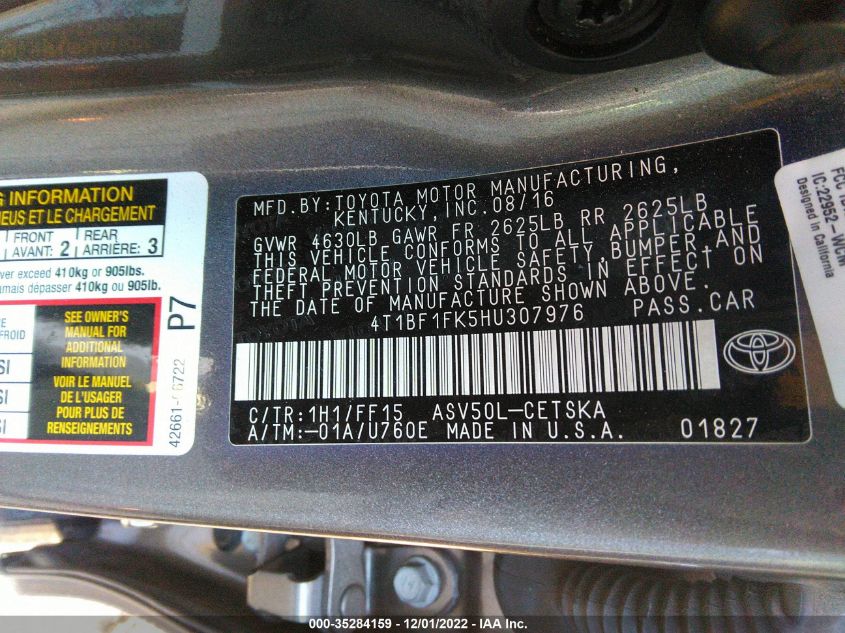 G INFORMATION
NEUS ET LE CHARGEMENT
FRONT
AVANT: 2
REAR
ARRIÈRE: 3
exceed 410kg or 905lbs.
dépasser 410kg ou 905lb.
SEE OWNER'S
MANUAL FOR
ADDITIONAL
INFORMATION
VOIR LE MANUEL
DE L'USAGER
POUR PLUS DE
RENSEIGNEMENTS
P7
MFD.BY:TOYOTA MOTOR MANUFACTURING,
KENTUCKY,INC.08/16
GVWR 4630LB GAWR FR 2625LB RR 2625LB
THIS VEHICLE CONFORMS TO ALL APPLICABLE
FEDERAL MOTOR VEHICLE SAFETY,BUMPER,AND
THEFT PREVENTION STANDARDS IN EFFECT ON
THE DATE OF MANUFACTURE SHOWN ABOVE.
4T1BF1FK5HU307976 PASS.CAR
C/TR:1H1/FF15 ASV50L-CETSKA
A/TM:-01A/U760E MADE IN U.S.A. 01827
IC:22952-WCM
Designed in California
000-35284159 - 12/01/2022 - IAA Inc.